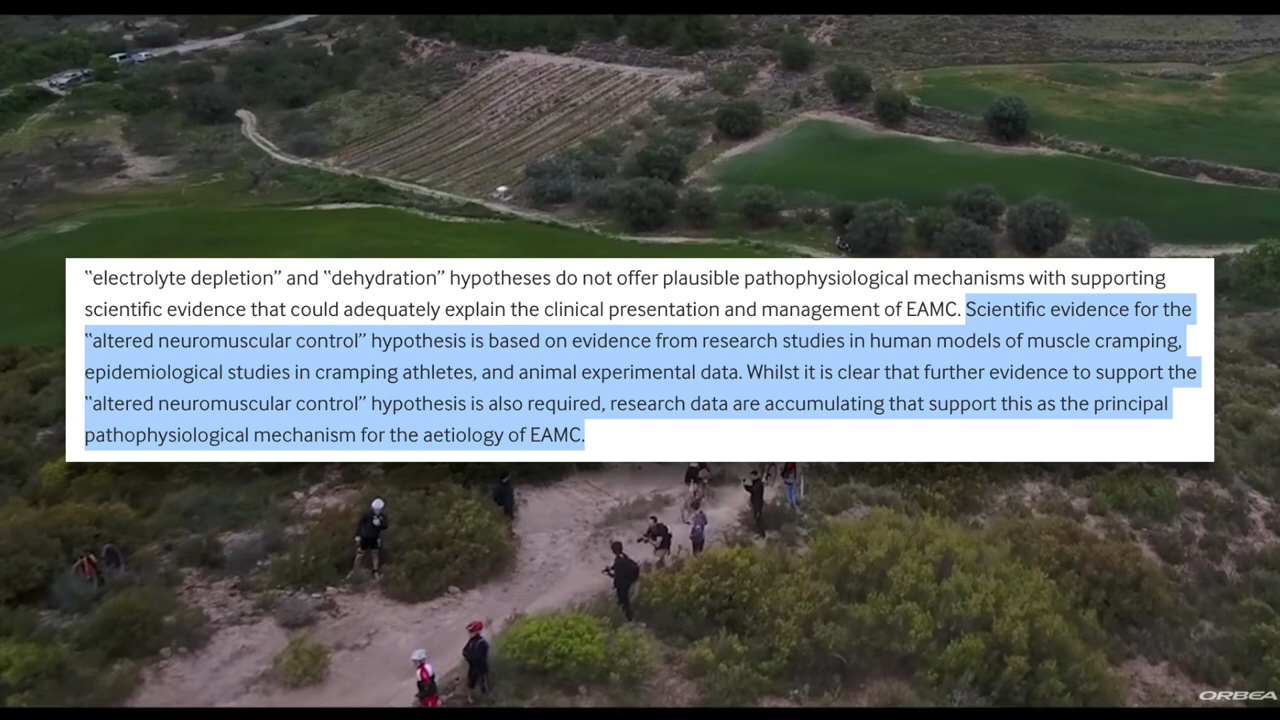 “electrolyte depletion” and “dehydration” hypotheses do not offer plausible pathophysiological mechanisms with supporting
scientific evidence that could adequately explain the clinical presentation and management of EAMC. Scientific evidence for the
“altered neuromuscular control” hypothesis is based on evidence from research studies in human models of muscle cramping,
epidemiological studies in cramping athletes, and animal experimental data. Whilst it is clear that further evidence to support the
“altered neuromuscular control” hypothesis is also required, research data are accumulating that support this as the principal
pathophysiological mechanism for the aetiology of EAMC.
ORBEA